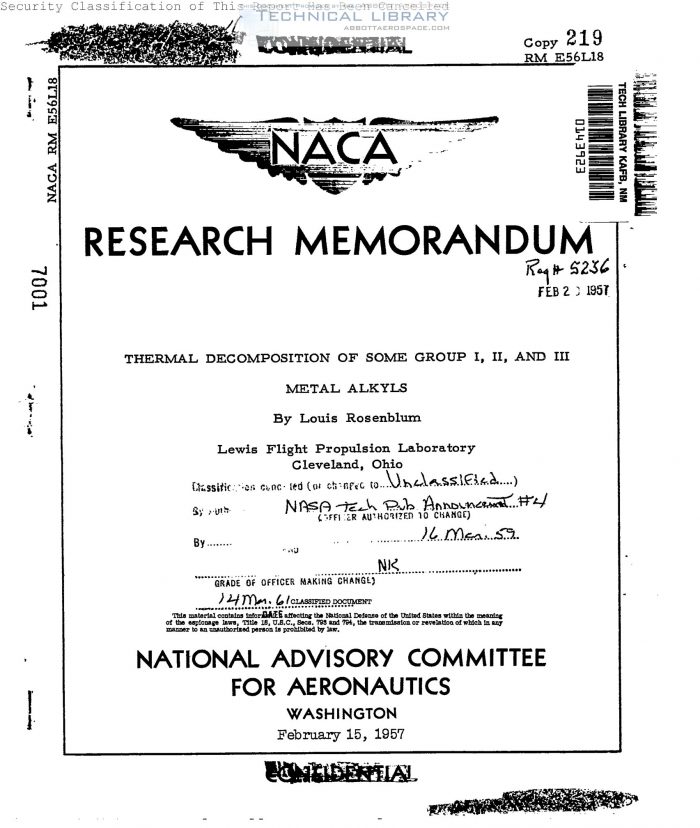 Security Classification of This Report Has Been Cancelled
TECHNICAL LIBRARY
ABBOTTAEROSPACE.COM
CONFIDENTIAL
Copy 219
RM E56L18
NACA RM E56L18
TECH LIBRARY KAFB, NM
NACA
RESEARCH MEMORANDUM
Reg# 5236
FEB 2 1957
7001
THERMAL DECOMPOSITION OF SOME GROUP I, II, AND III
METAL ALKYLS
By Louis Rosenblum
Lewis Flight Propulsion Laboratory
Cleveland, Ohio
(or changed to...Unclassified....)
NASA Tech Pub Announcement #4
(OFFICER AUTHORIZED TO CHANGE)
By........ 16 Mar. 59
NK
GRADE OF OFFICER MAKING CHANGE)
14 Mar. 61 CLASSIFIED DOCUMENT
DATE
This material contains affecting the National Defense of the United States within the meaning
of the espionage laws, Title 18, U.S.C., Secs. 793 and 794, the transmission or revelation of which in any
manner to an unauthorized person is prohibited by law.
NATIONAL ADVISORY COMMITTEE
FOR AERONAUTICS
WASHINGTON
February 15, 1957
CONFIDENTIAL